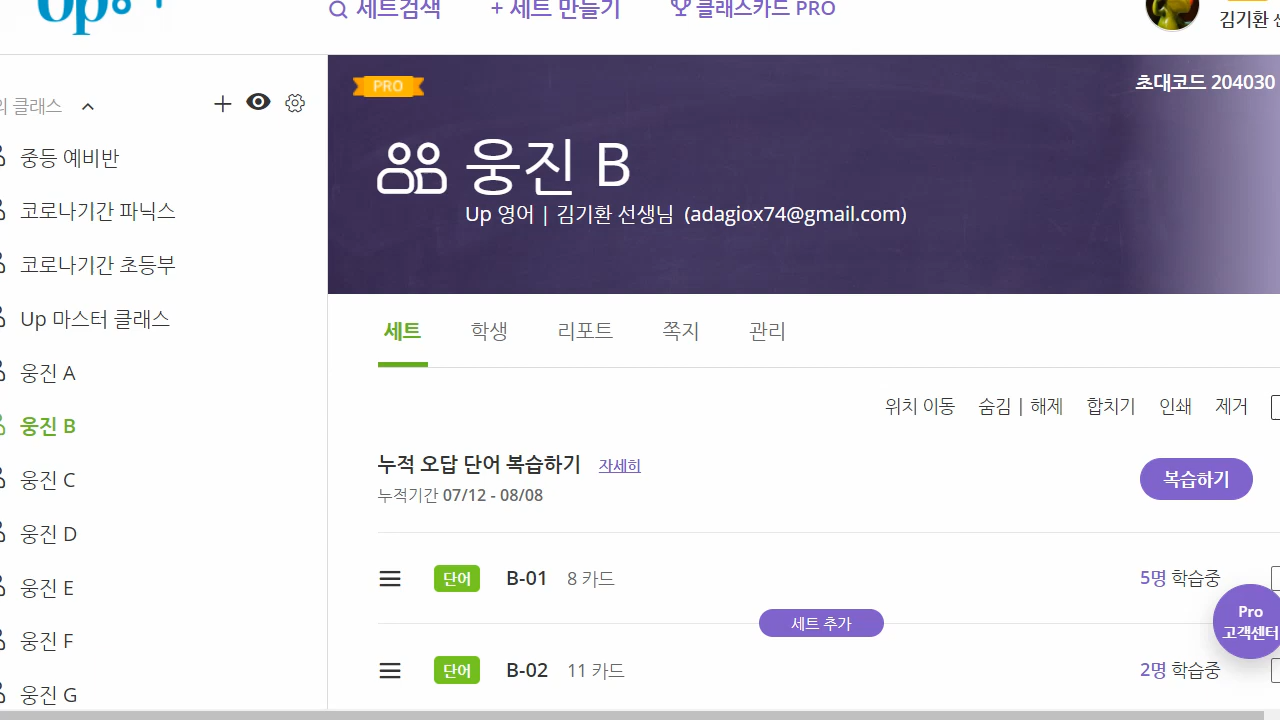 세트검색
+ 세트 만들기
클래스카드 PRO
김기환
클래스
중등 예비반
코로나기간 파닉스
코로나기간 초등부
Up 마스터 클래스
웅진 A
웅진 B
웅진 C
웅진 D
웅진 E
웅진 F
웅진 G
PRO
초대코드 204030
웅진 B
Up 영어 | 김기환 선생님 (adagiox74@gmail.com)
세트 학생 리포트 쪽지 관리
위치 이동 숨김 | 해제 합치기 인쇄 제거
누적 오답 단어 복습하기 자세히
누적기간 07/12 - 08/08
복습하기
단어 B-01 8 카드 5명 학습중
세트 추가
단어 B-02 11 카드 2명 학습중
Pro
고객센터